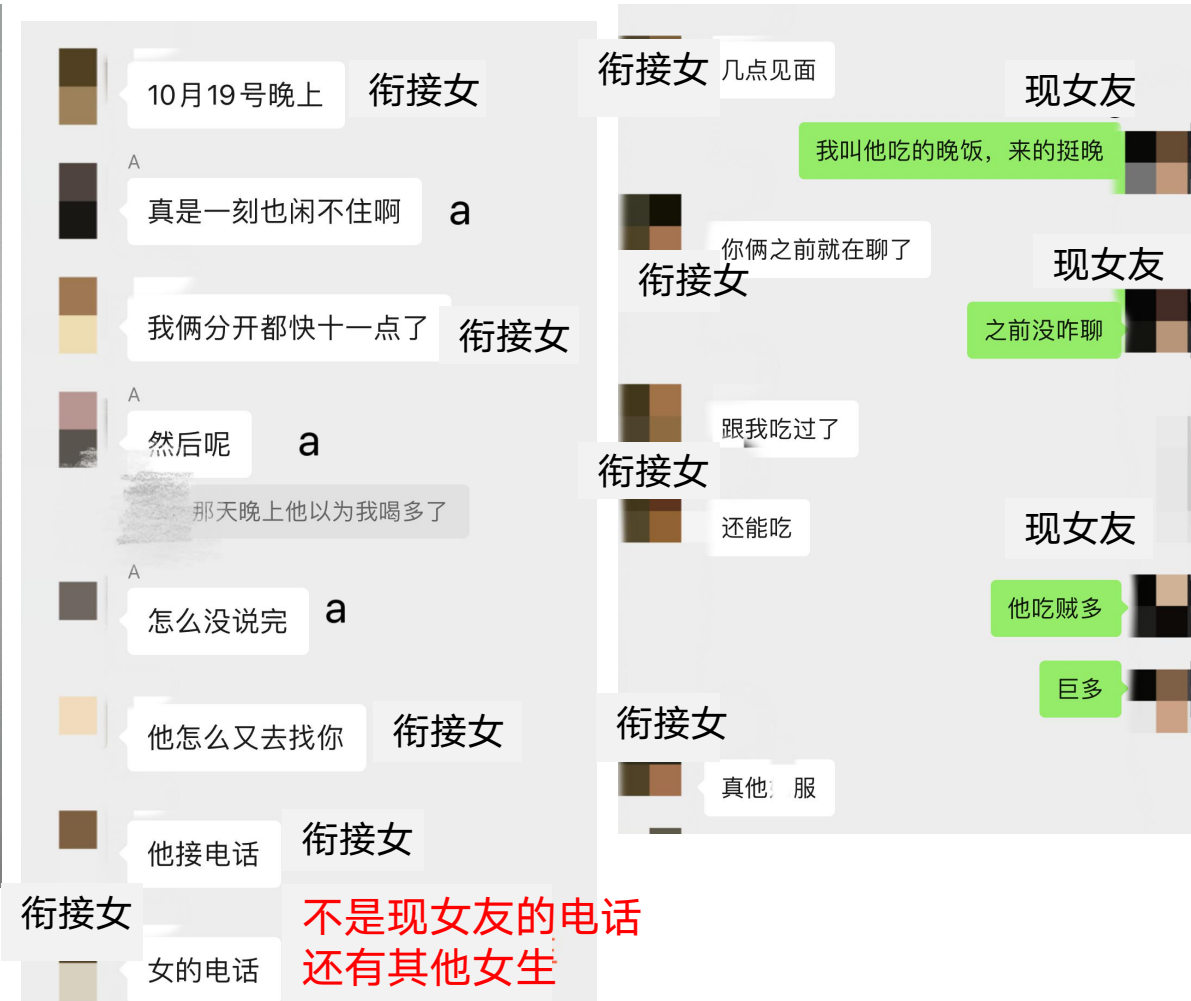 10月19号晚上
衔接女
A
真是一刻也闲不住啊
a
我俩分开都快十一点了
衔接女
A
然后呢
a
那天晚上他以为我喝多了
A
怎么没说完
a
他怎么又去找你
衔接女
他接电话
衔接女
衔接女
女的电话
不是现女友的电话
还有其他女生
衔接女
几点见面
现女友
我叫他吃的晚饭，来的挺晚
你俩之前就在聊了
衔接女
现女友
之前没咋聊
跟我吃过了
衔接女
还能吃
现女友
他吃贼多
巨多
衔接女
真他 服